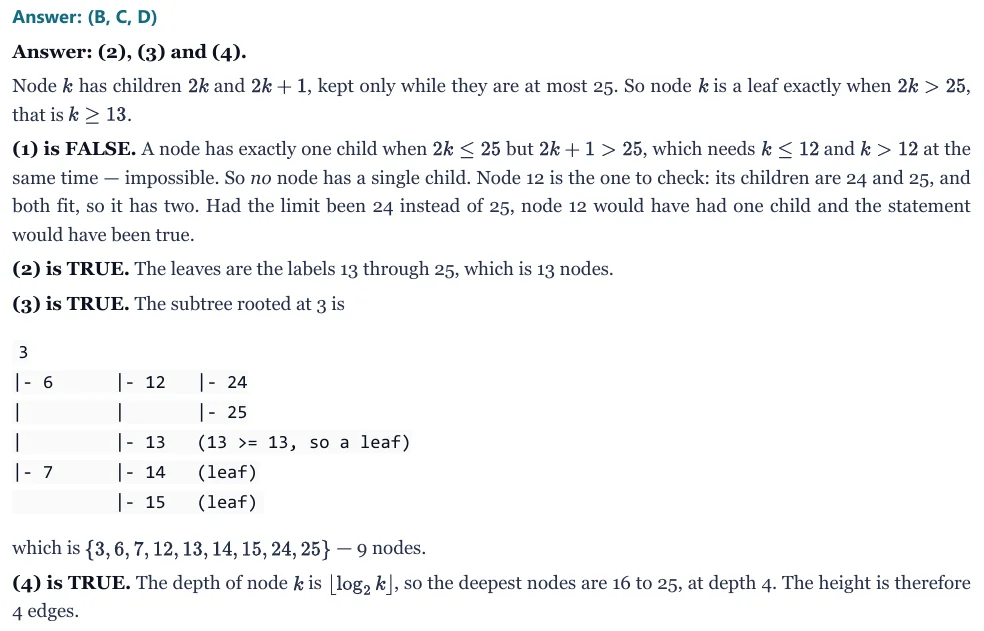 Answer: (B, C, D)
Answer: (2), (3) and (4).
Node k has children 2k and 2k + 1, kept only while they are at most 25. So node k is a leaf exactly when 2k > 25,
that is k ≥ 13.
(1) is FALSE. A node has exactly one child when 2k ≤ 25 but 2k + 1 > 25, which needs k ≤ 12 and k > 12 at the
same time — impossible. So no node has a single child. Node 12 is the one to check: its children are 24 and 25, and
both fit, so it has two. Had the limit been 24 instead of 25, node 12 would have had one child and the statement
would have been true.
(2) is TRUE. The leaves are the labels 13 through 25, which is 13 nodes.
(3) is TRUE. The subtree rooted at 3 is
3
|- 6       |- 12   |- 24
|          |       |- 25
|          |- 13   (13 >= 13, so a leaf)
|- 7       |- 14   (leaf)
           |- 15   (leaf)
which is {3, 6, 7, 12, 13, 14, 15, 24, 25} — 9 nodes.
(4) is TRUE. The depth of node k is ⌊log₂ k⌋, so the deepest nodes are 16 to 25, at depth 4. The height is therefore
4 edges.